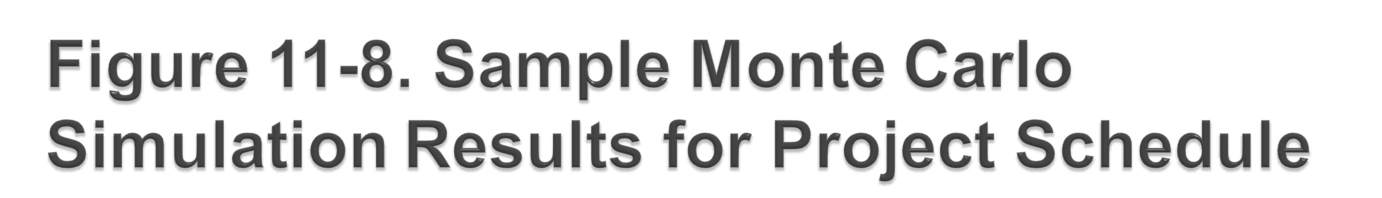 Figure 11-8. Sample Monte Carlo
Simulation Results for Project Schedule